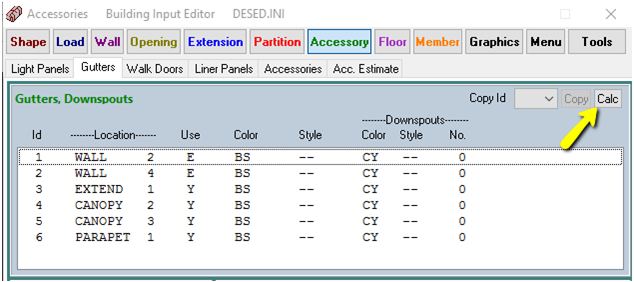 Accessories Building Input Editor DESED.INI
Shape Load Wall Opening Extension Partition Accessory Floor Member Graphics Menu Tools
Light Panels Gutters Walk Doors Liner Panels Accessories Acc. Estimate
Gutters, Downspouts Copy Id Copy Calc
--------Downspouts--------
Id -------Location------- Use Color Style Color Style No.
1 WALL 2 E BS -- CY -- 0
2 WALL 4 E BS -- CY -- 0
3 EXTEND 1 Y BS -- CY -- 0
4 CANOPY 2 Y BS -- CY -- 0
5 CANOPY 3 Y BS -- CY -- 0
6 PARAPET 1 Y BS -- CY -- 0